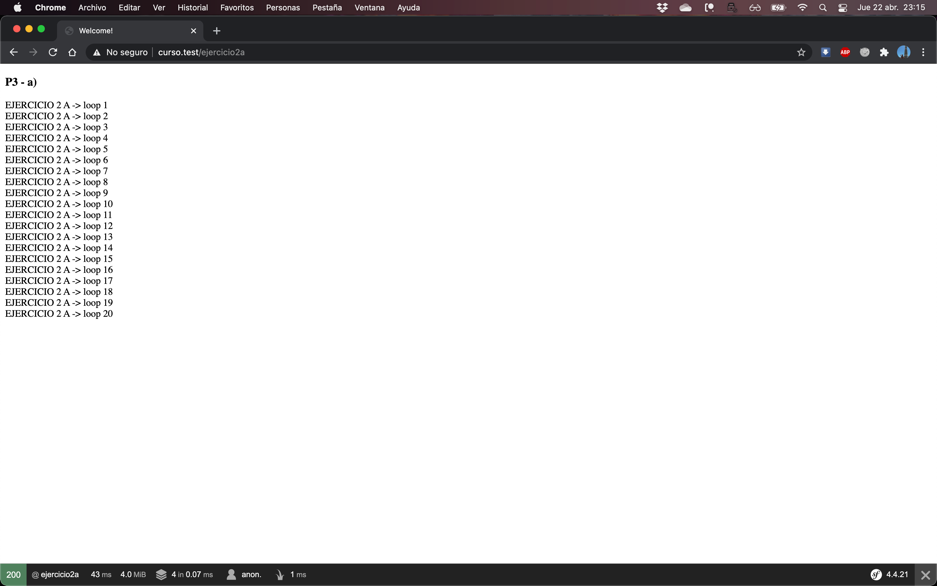 Chrome Archivo Editar Ver Historial Favoritos Personas Pestaña Ventana Ayuda Jue 22 abr. 23:15
Welcome!
No seguro curso.test/ejercicio2a ABP
P3 - a)
EJERCICIO 2 A -> loop 1
EJERCICIO 2 A -> loop 2
EJERCICIO 2 A -> loop 3
EJERCICIO 2 A -> loop 4
EJERCICIO 2 A -> loop 5
EJERCICIO 2 A -> loop 6
EJERCICIO 2 A -> loop 7
EJERCICIO 2 A -> loop 8
EJERCICIO 2 A -> loop 9
EJERCICIO 2 A -> loop 10
EJERCICIO 2 A -> loop 11
EJERCICIO 2 A -> loop 12
EJERCICIO 2 A -> loop 13
EJERCICIO 2 A -> loop 14
EJERCICIO 2 A -> loop 15
EJERCICIO 2 A -> loop 16
EJERCICIO 2 A -> loop 17
EJERCICIO 2 A -> loop 18
EJERCICIO 2 A -> loop 19
EJERCICIO 2 A -> loop 20
200 @ ejercicio2a 43 ms 4.0 MiB 4 in 0.07 ms anon. 1 ms sf 4.4.21